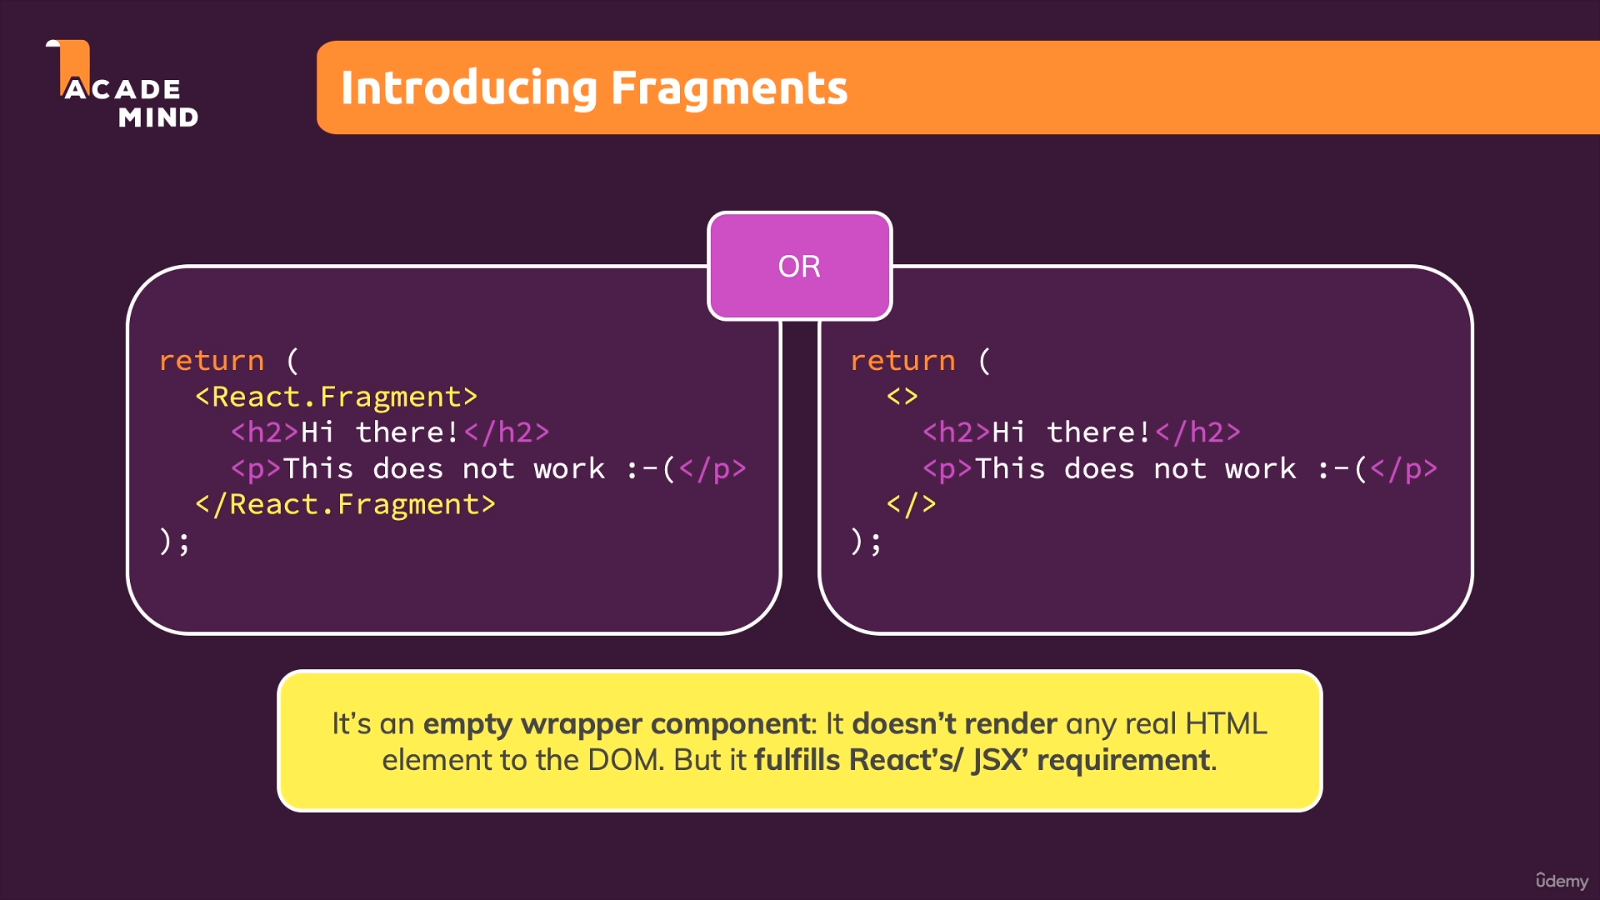 ACADE
MIND
Introducing Fragments
OR
return (
<React.Fragment>
<h2>Hi there!</h2>
<p>This does not work :-(</p>
</React.Fragment>
);
return (
<>
<h2>Hi there!</h2>
<p>This does not work :-(</p>
</>
);
It’s an empty wrapper component: It doesn’t render any real HTML
element to the DOM. But it fulfills React’s/ JSX’ requirement.
ûdemy